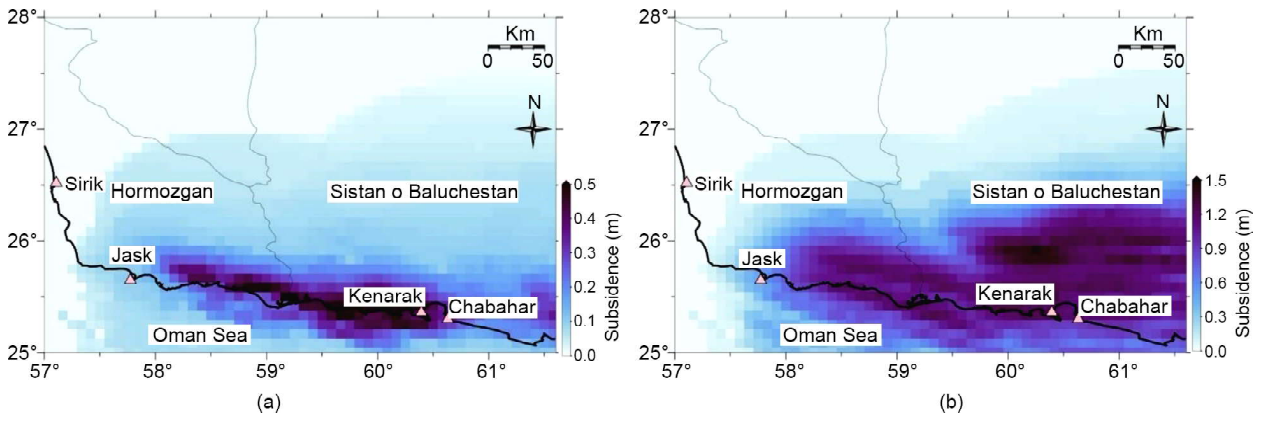 28°
Km
0 50
27°
N
Sirik
Hormozgan
Sistan o Baluchestan
0.5
0.4
0.3
0.2
0.1
0.0
Subsidence (m)
26°
Jask
Kenarak
Chabahar
Oman Sea
25°
57° 58° 59° 60° 61°
(a)
28°
Km
0 50
27°
N
Sirik
Hormozgan
Sistan o Baluchestan
1.5
1.2
0.9
0.6
0.3
0.0
Subsidence (m)
26°
Jask
Kenarak
Chabahar
Oman Sea
25°
57° 58° 59° 60° 61°
(b)